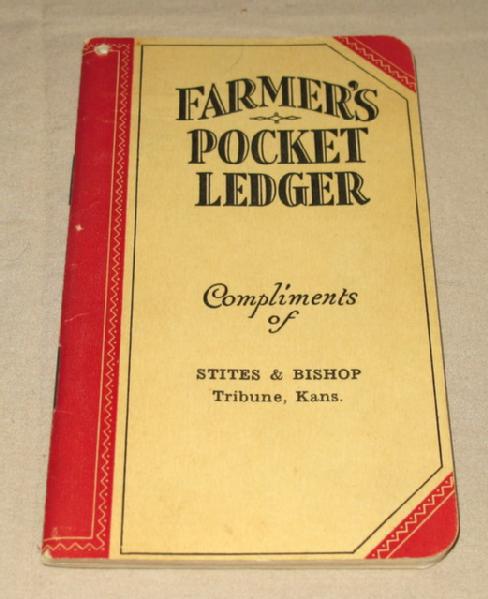 FARMER'S
POCKET
LEDGER
Compliments
of
STITES & BISHOP
Tribune, Kans.